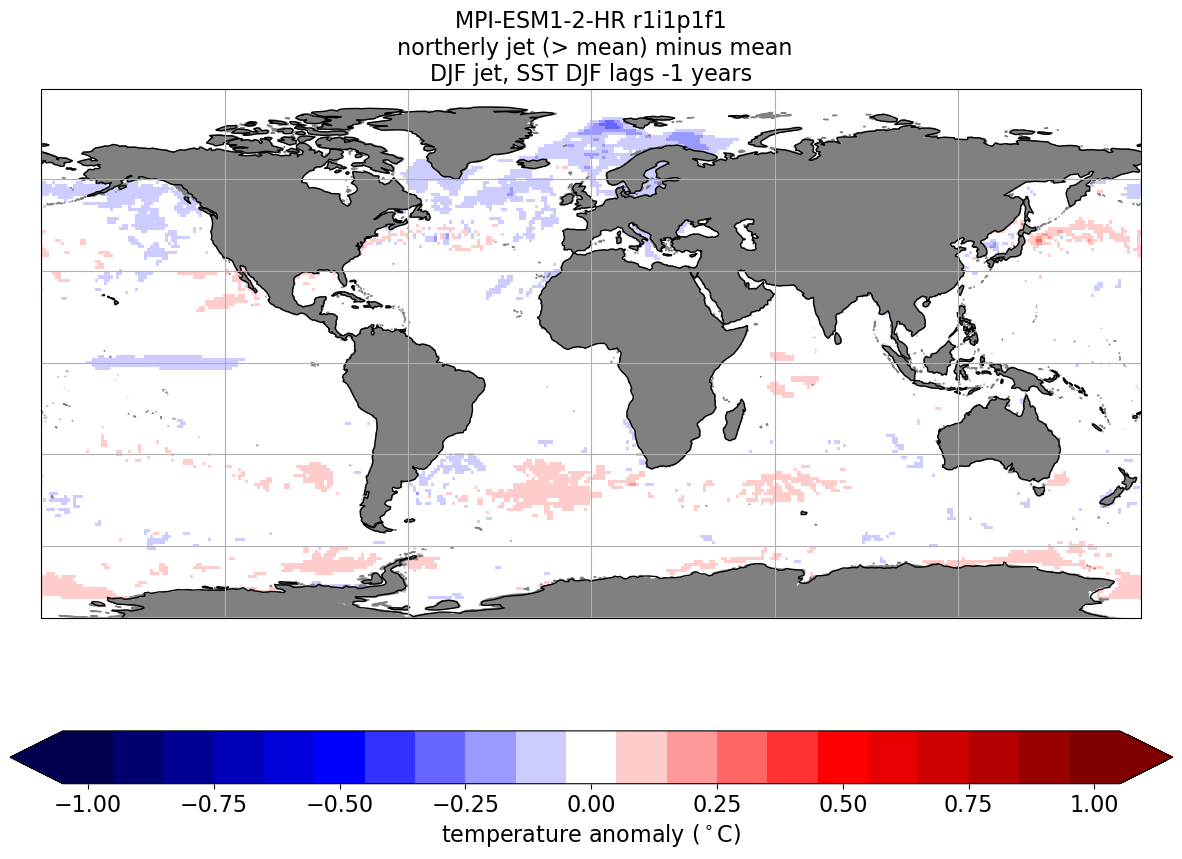 MPI-ESM1-2-HR r1i1p1f1
northerly jet (> mean) minus mean
DJF jet, SST DJF lags -1 years
−1.00 −0.75 −0.50 −0.25 0.00 0.25 0.50 0.75 1.00
temperature anomaly (∘C)